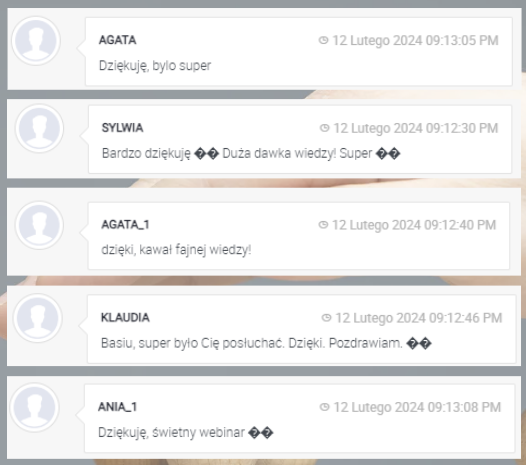 AGATA 12 Lutego 2024 09:13:05 PM
Dziękuję, bylo super
SYLWIA 12 Lutego 2024 09:12:30 PM
Bardzo dziękuję �� Duża dawka wiedzy! Super ��
AGATA_1 12 Lutego 2024 09:12:40 PM
dzięki, kawał fajnej wiedzy!
KLAUDIA 12 Lutego 2024 09:12:46 PM
Basiu, super było Cię posłuchać. Dzięki. Pozdrawiam. ��
ANIA_1 12 Lutego 2024 09:13:08 PM
Dziękuję, świetny webinar ��